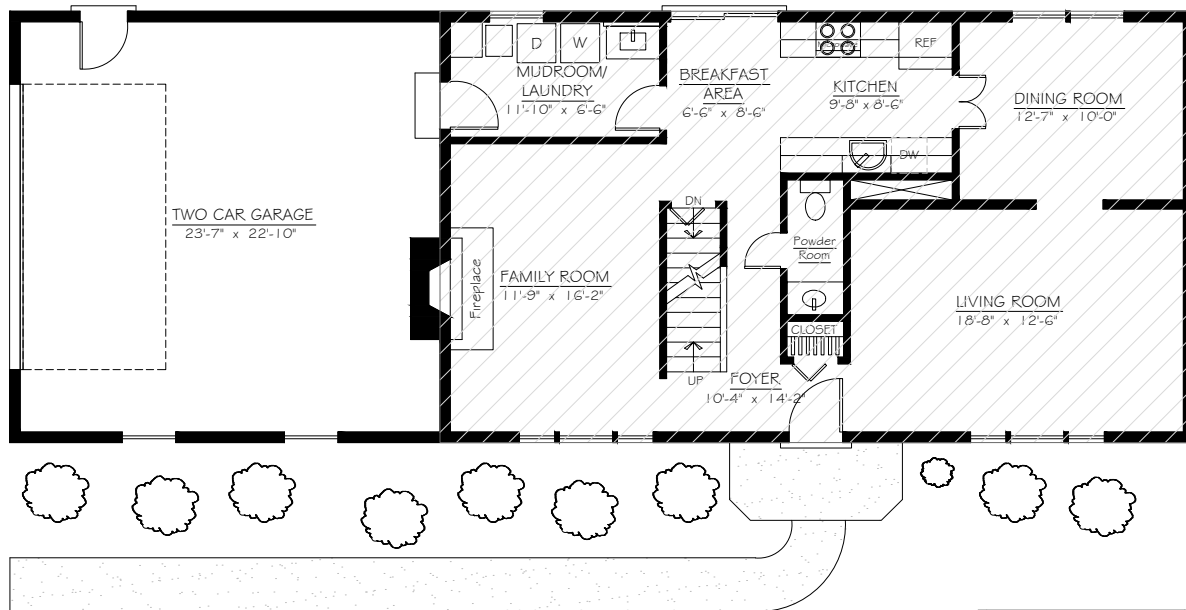 D
W
REF
MUDROOM/
LAUNDRY
11'-10" x 6'-6"
BREAKFAST
AREA
6'-6" x 8'-6"
KITCHEN
9'-8" x 8'-6"
DINING ROOM
12'-7" x 10'-0"
DW
TWO CAR GARAGE
23'-7" x 22'-10"
DN
Powder
Room
Fireplace
FAMILY ROOM
11'-9" x 16'-2"
LIVING ROOM
18'-8" x 12'-6"
CLOSET
UP
FOYER
10'-4" x 14'-2"